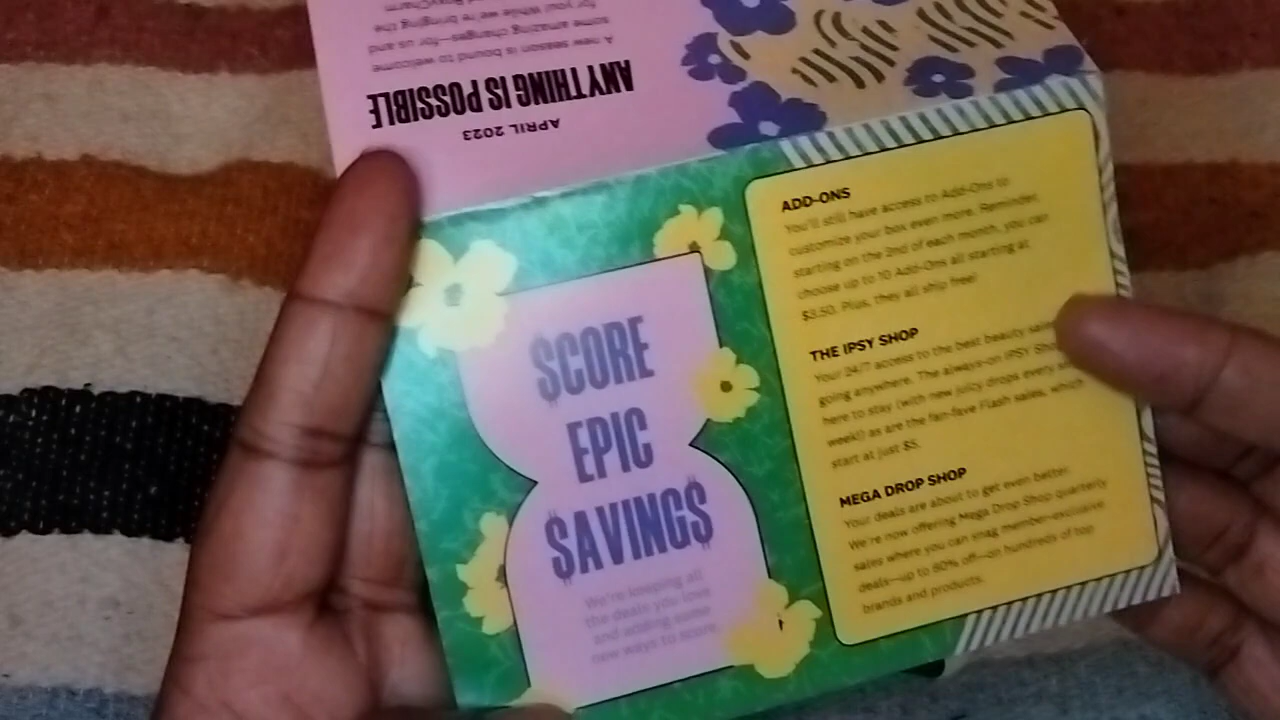 APRIL 2023
ANYTHING IS POSSIBLE
A new season is bound to welcome
some amazing changes—for us and
for you. While we're bringing the
$CORE
EPIC
$AVING$
We're keeping all
the deals you love
and adding some
new ways to score.
ADD-ONS
You'll still have access to Add-Ons to
customize your box even more. Reminder,
starting on the 2nd of each month, you can
choose up to 10 Add-Ons all starting at
$3.50. Plus, they all ship free!
THE IPSY SHOP
Your 24/7 access to the best beauty
going anywhere. The always-on IPSY
here to stay (with new juicy drops every
week!) as are the fan-fave Flash sales, which
start at just $5.
MEGA DROP SHOP
Your deals are about to get even better.
We're now offering Mega Drop Shop quarterly
sales where you can snag member-exclusive
deals—up to 80% off—on hundreds of top
brands and products.